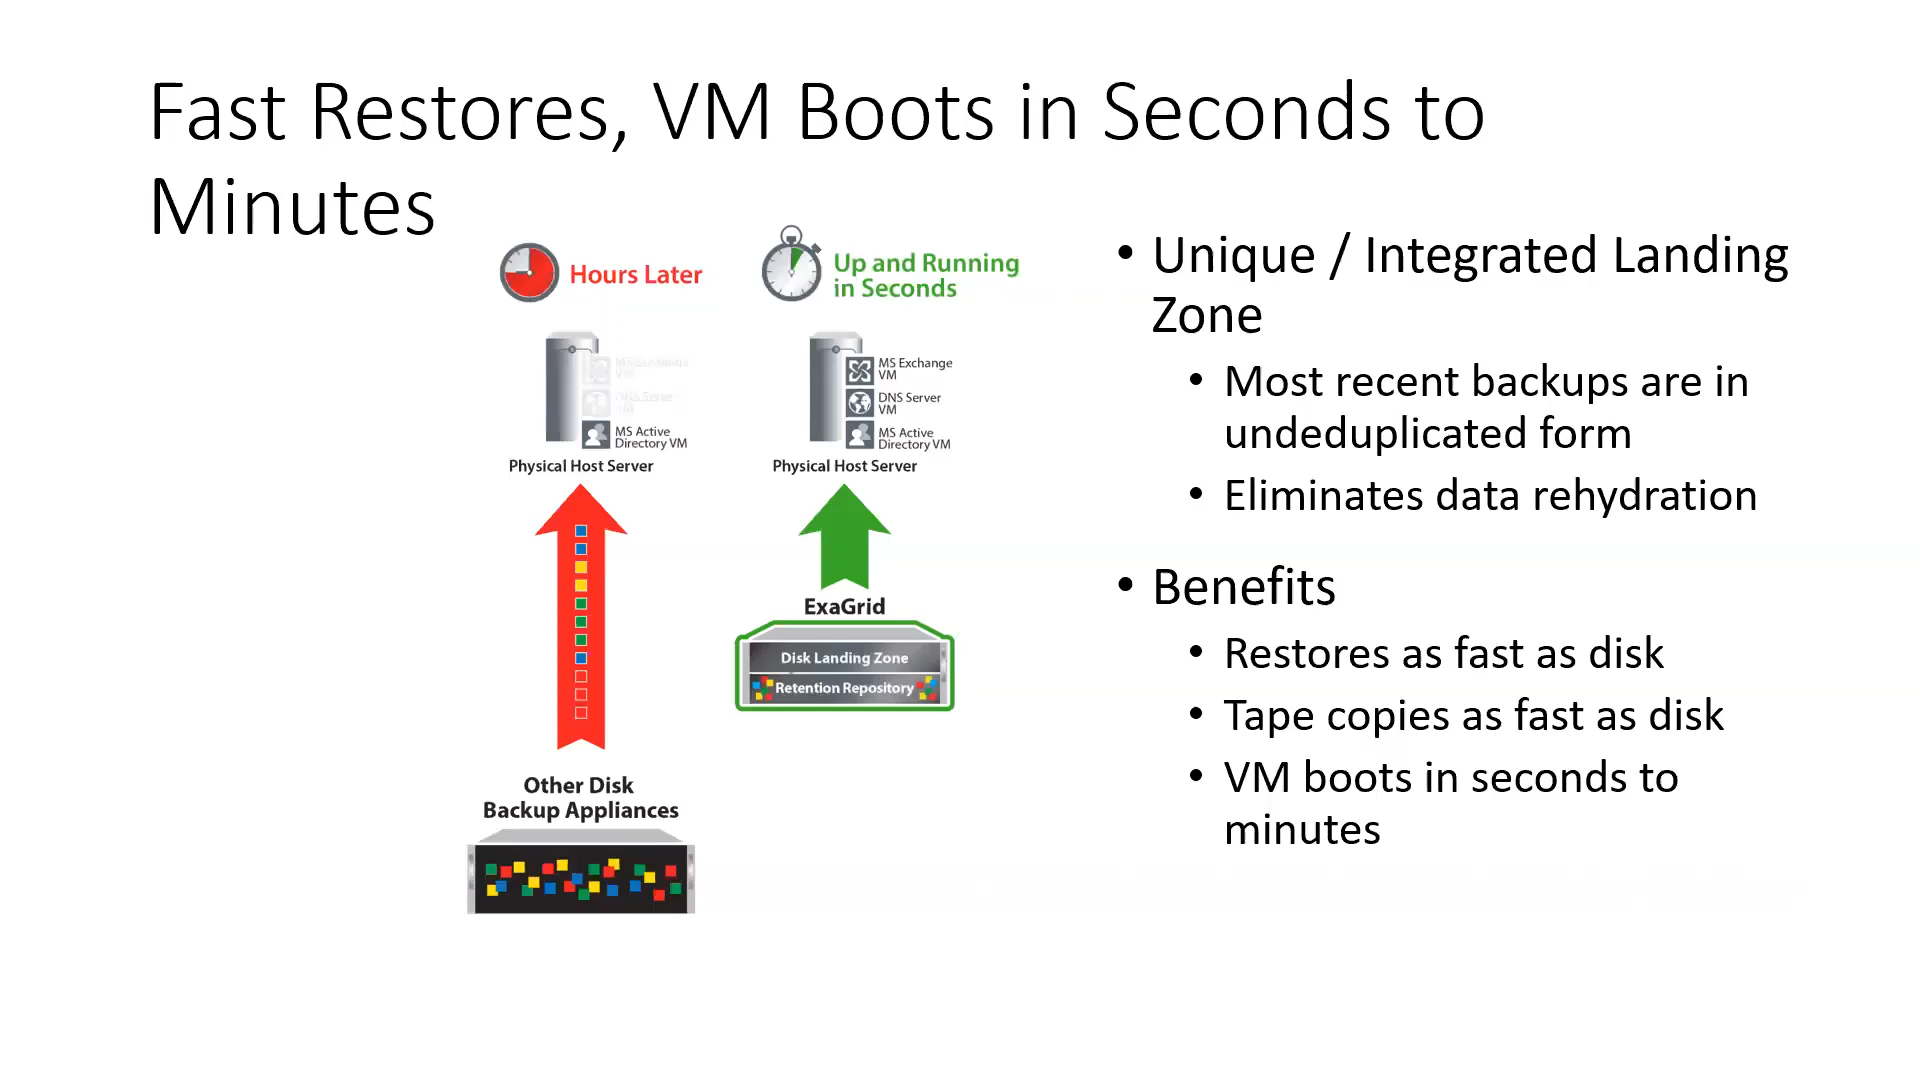 Fast Restores, VM Boots in Seconds to
Minutes
Hours Later
Up and Running
in Seconds
MS Active
Directory VM
Physical Host Server
MS Exchange
VM
DNS Server
VM
MS Active
Directory VM
Physical Host Server
ExaGrid
Disk Landing Zone
Retention Repository
Other Disk
Backup Appliances
• Unique / Integrated Landing
Zone
• Most recent backups are in
undeduplicated form
• Eliminates data rehydration
• Benefits
• Restores as fast as disk
• Tape copies as fast as disk
• VM boots in seconds to
minutes